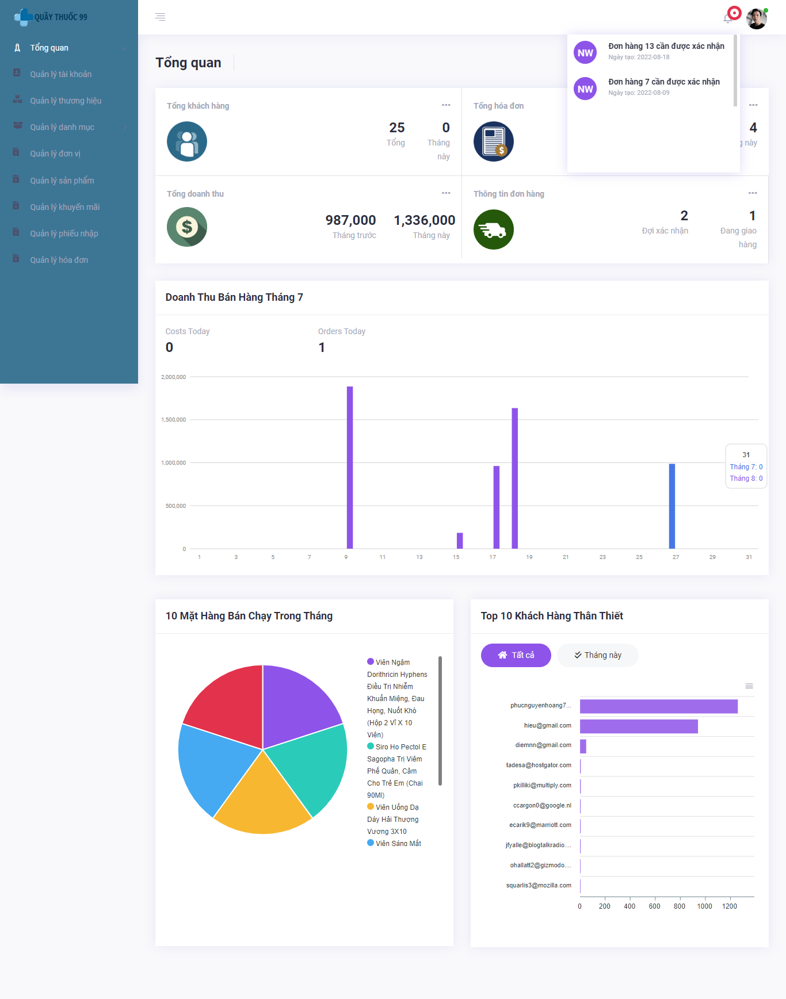 QUẦY THUỐC 99
Tổng quan
Quản lý tài khoản
Quản lý thương hiệu
Quản lý danh mục
Quản lý đơn vị
Quản lý sản phẩm
Quản lý khuyến mãi
Quản lý phiếu nhập
Quản lý hóa đơn
NW
Đơn hàng 13 cần được xác nhận
Ngày tạo: 2022-08-18
NW
Đơn hàng 7 cần được xác nhận
Ngày tạo: 2022-08-09
Tổng quan
Tổng khách hàng
25
Tổng
0
Tháng
này
Tổng hóa đơn
4
này
Tổng doanh thu
987,000
Tháng trước
1,336,000
Tháng này
Thông tin đơn hàng
2
Đợi xác nhận
1
Đang giao
hàng
Doanh Thu Bán Hàng Tháng 7
Costs Today
0
Orders Today
1
2,000,000
1,500,000
1,000,000
500,000
0
1 3 5 7 9 11 13 15 17 19 21 23 25 27 29 31
31
Tháng 7: 0
Tháng 8: 0
10 Mặt Hàng Bán Chạy Trong Tháng
Viên Ngậm
Dorithricin Hyphens
Điều Trị Nhiễm
Khuẩn Miệng, Đau
Họng, Nuốt Khó
(Hộp 2 Vỉ X 10
Viên)
Siro Ho Pectol E
Sagopha Trị Viêm
Phế Quản, Cảm
Cho Trẻ Em (Chai
90Ml)
Viên Uống Dạ
Dày Hải Thượng
Vương 3X10
Viên Sáng Mắt
Top 10 Khách Hàng Thân Thiết
Tất cả
Tháng này
phucnguyenhoang7...
hieu@gmail.com
diemnn@gmail.com
tadesa@hostgator.com
pkilliki@multiply.com
ccargon0@google.nl
ecarik9@marriott.com
jfyalle@blogtalkradio....
ohallatt2@gizmodo....
squarlis3@mozilla.com
0 200 400 600 800 1000 1200